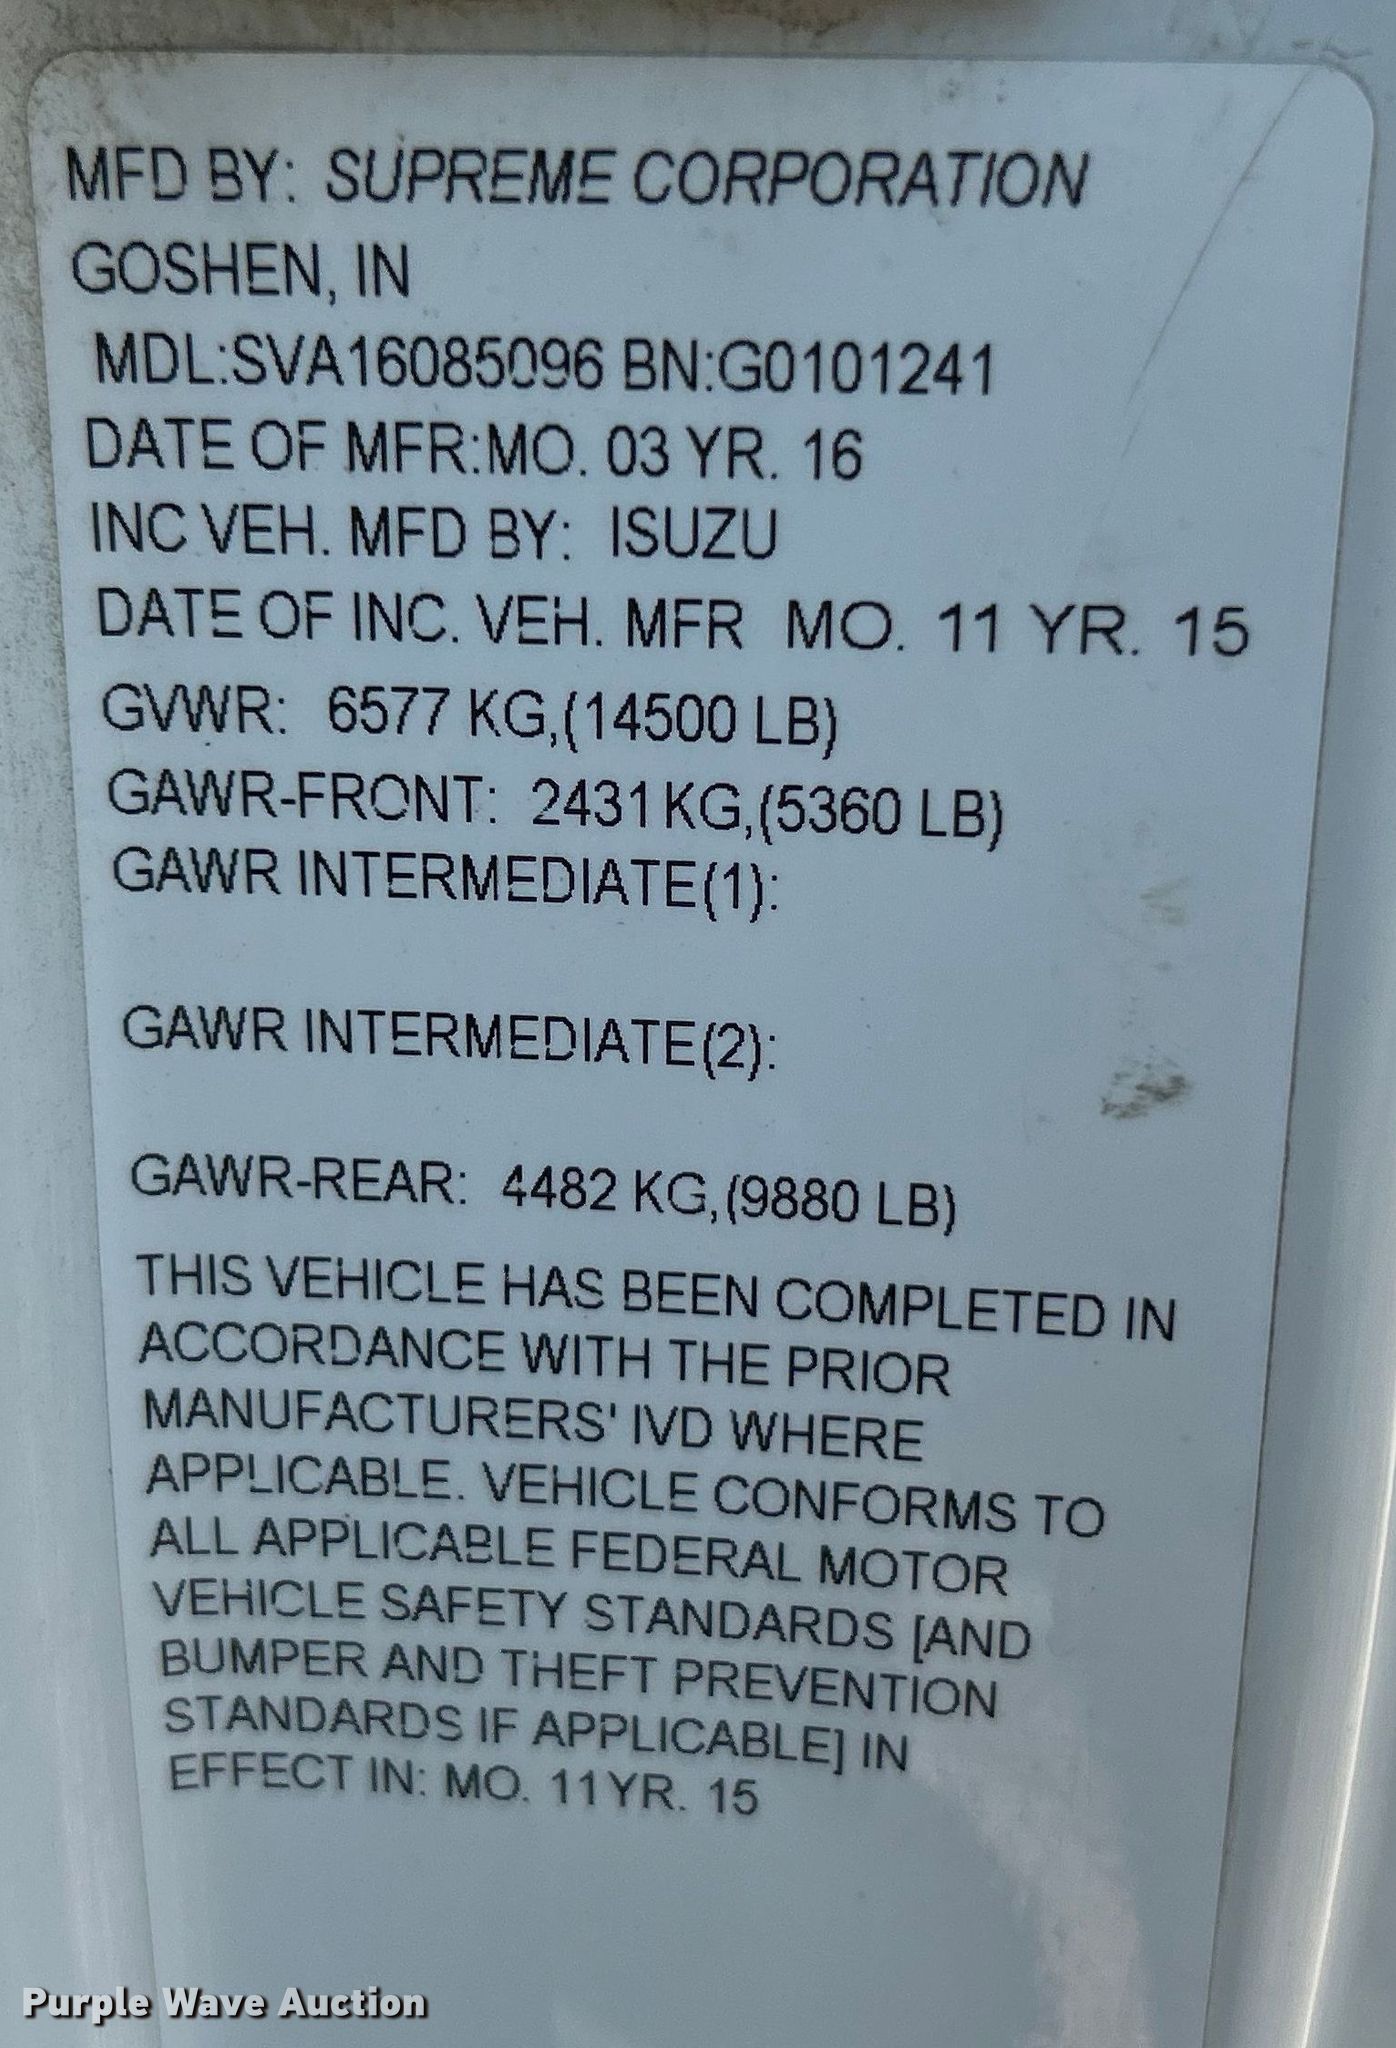 MFD BY: SUPREME CORPORATION
GOSHEN, IN
MDL:SVA16085096 BN:G0101241
DATE OF MFR:MO. 03 YR. 16
INC VEH. MFD BY: ISUZU
DATE OF INC. VEH. MFR MO. 11 YR. 15
GVWR: 6577 KG,(14500 LB)
GAWR-FRONT: 2431 KG,(5360 LB)
GAWR INTERMEDIATE(1):
GAWR INTERMEDIATE(2):
GAWR-REAR: 4482 KG,(9880 LB)
THIS VEHICLE HAS BEEN COMPLETED IN
ACCORDANCE WITH THE PRIOR
MANUFACTURERS' IVD WHERE
APPLICABLE. VEHICLE CONFORMS TO
ALL APPLICABLE FEDERAL MOTOR
VEHICLE SAFETY STANDARDS [AND
BUMPER AND THEFT PREVENTION
STANDARDS IF APPLICABLE] IN
EFFECT IN: MO. 11 YR. 15
Purple Wave Auction